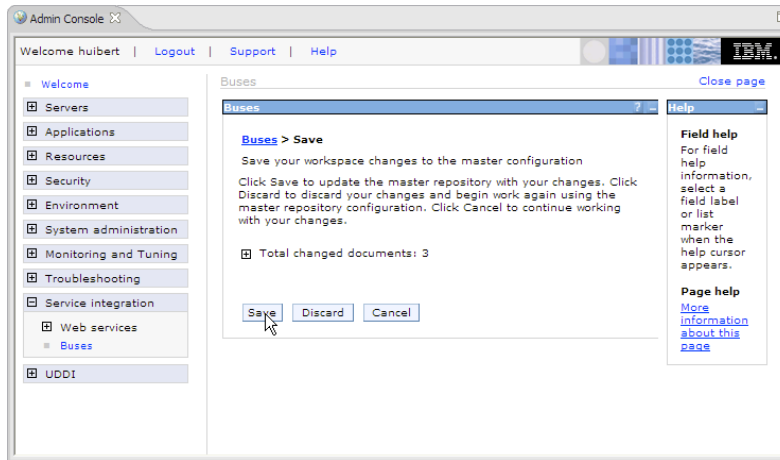 Admin Console
Welcome huibert | Logout | Support | Help
IBM.
Welcome
Servers
Applications
Resources
Security
Environment
System administration
Monitoring and Tuning
Troubleshooting
Service integration
Web services
Buses
UDDI
Buses
Close page
Buses
? –
Buses > Save
Save your workspace changes to the master configuration
Click Save to update the master repository with your changes. Click
Discard to discard your changes and begin work again using the
master repository configuration. Click Cancel to continue working
with your changes.
Total changed documents: 3
Save Discard Cancel
Help –
Field help
For field
help
information,
select a
field label
or list
marker
when the
help cursor
appears.
Page help
More
information
about this
page